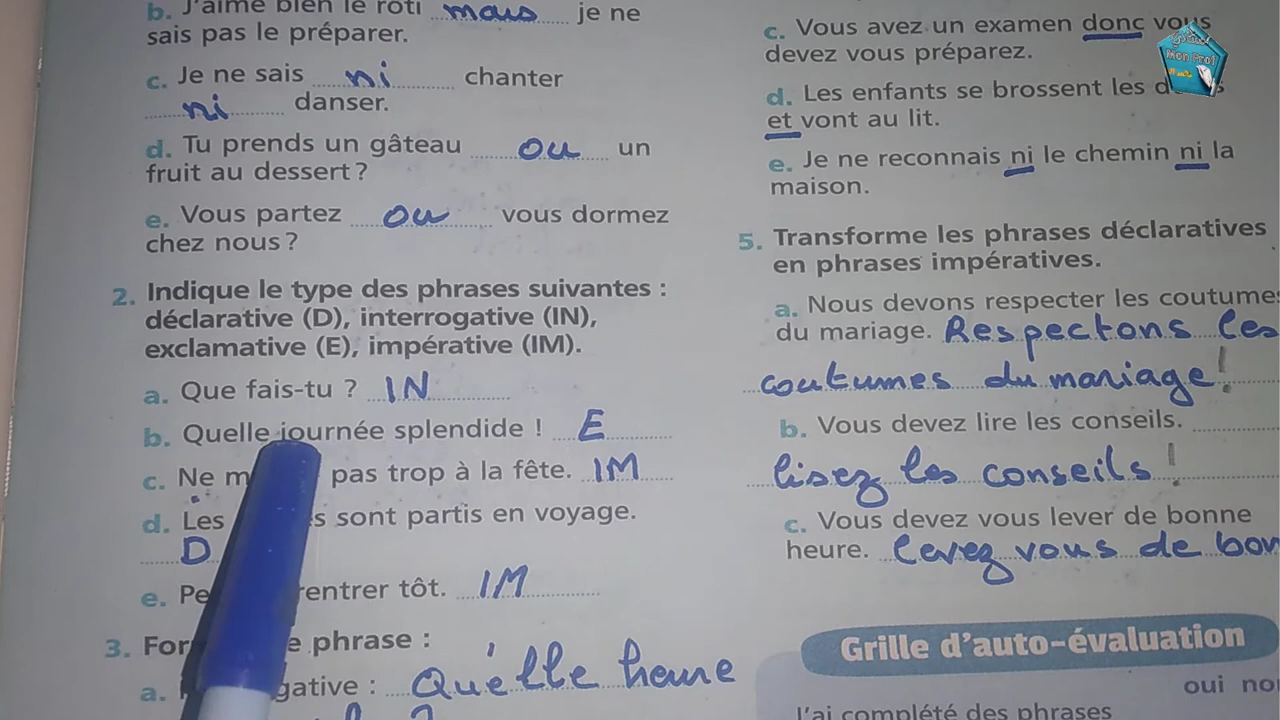 b. J'aime bien le rôti mais je ne
sais pas le préparer.
c. Je ne sais ni chanter
ni danser.
d. Tu prends un gâteau ou un
fruit au dessert ?
e. Vous partez ou vous dormez
chez nous ?
2. Indique le type des phrases suivantes :
déclarative (D), interrogative (IN),
exclamative (E), impérative (IM).
a. Que fais-tu ? IN
b. Quelle journée splendide ! E
c. Ne pas trop à la fête. IM
d. Les sont partis en voyage.
D
e. rentrer tôt. IM
3. phrase :
a. Qu'elle heure
c. Vous avez un examen donc vous
devez vous préparez.
d. Les enfants se brossent les
et vont au lit.
e. Je ne reconnais ni le chemin ni la
maison.
5. Transforme les phrases déclaratives
en phrases impératives.
a. Nous devons respecter les coutumes
du mariage. Respectons les
coutumes du mariage !
b. Vous devez lire les conseils.
lisez les conseils !
c. Vous devez vous lever de bonne
heure. levez vous de bon
Grille d'auto-évaluation
oui
J'ai complété des phrases
Mon Prof